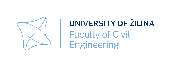 UNIVERSITY OF ŽILINA
Faculty of Civil
Engineering